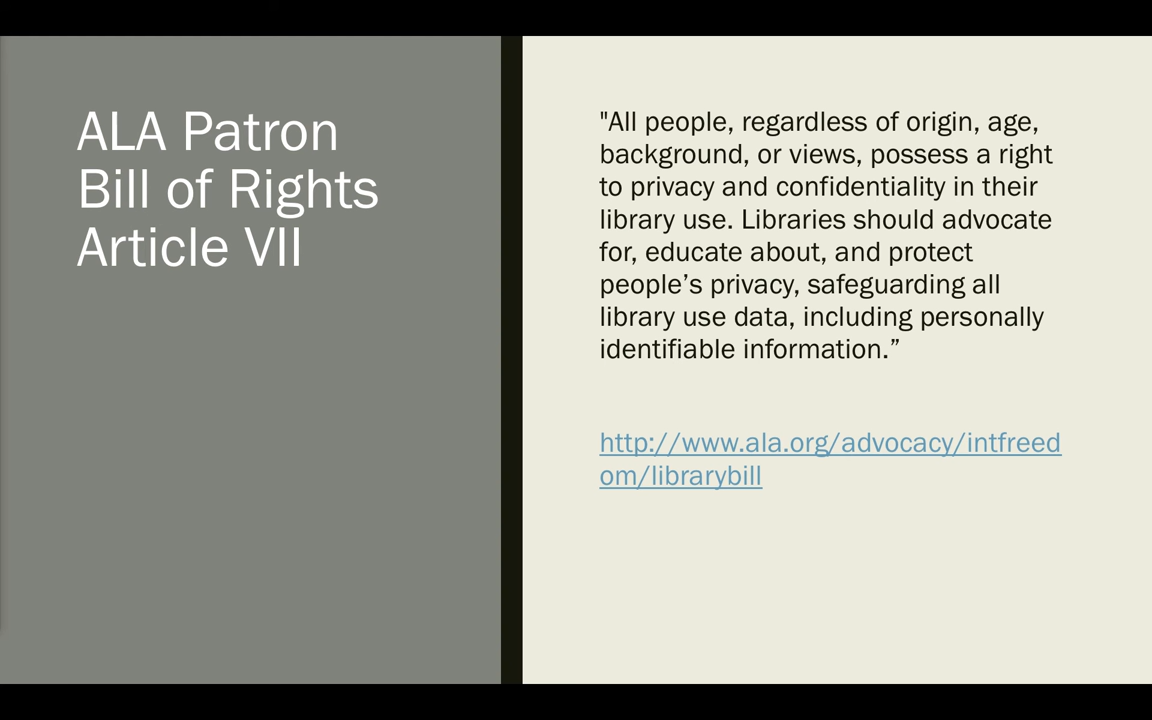 ALA Patron
Bill of Rights
Article VII
"All people, regardless of origin, age,
background, or views, possess a right
to privacy and confidentiality in their
library use. Libraries should advocate
for, educate about, and protect
people’s privacy, safeguarding all
library use data, including personally
identifiable information.”
http://www.ala.org/advocacy/intfreed
om/librarybill